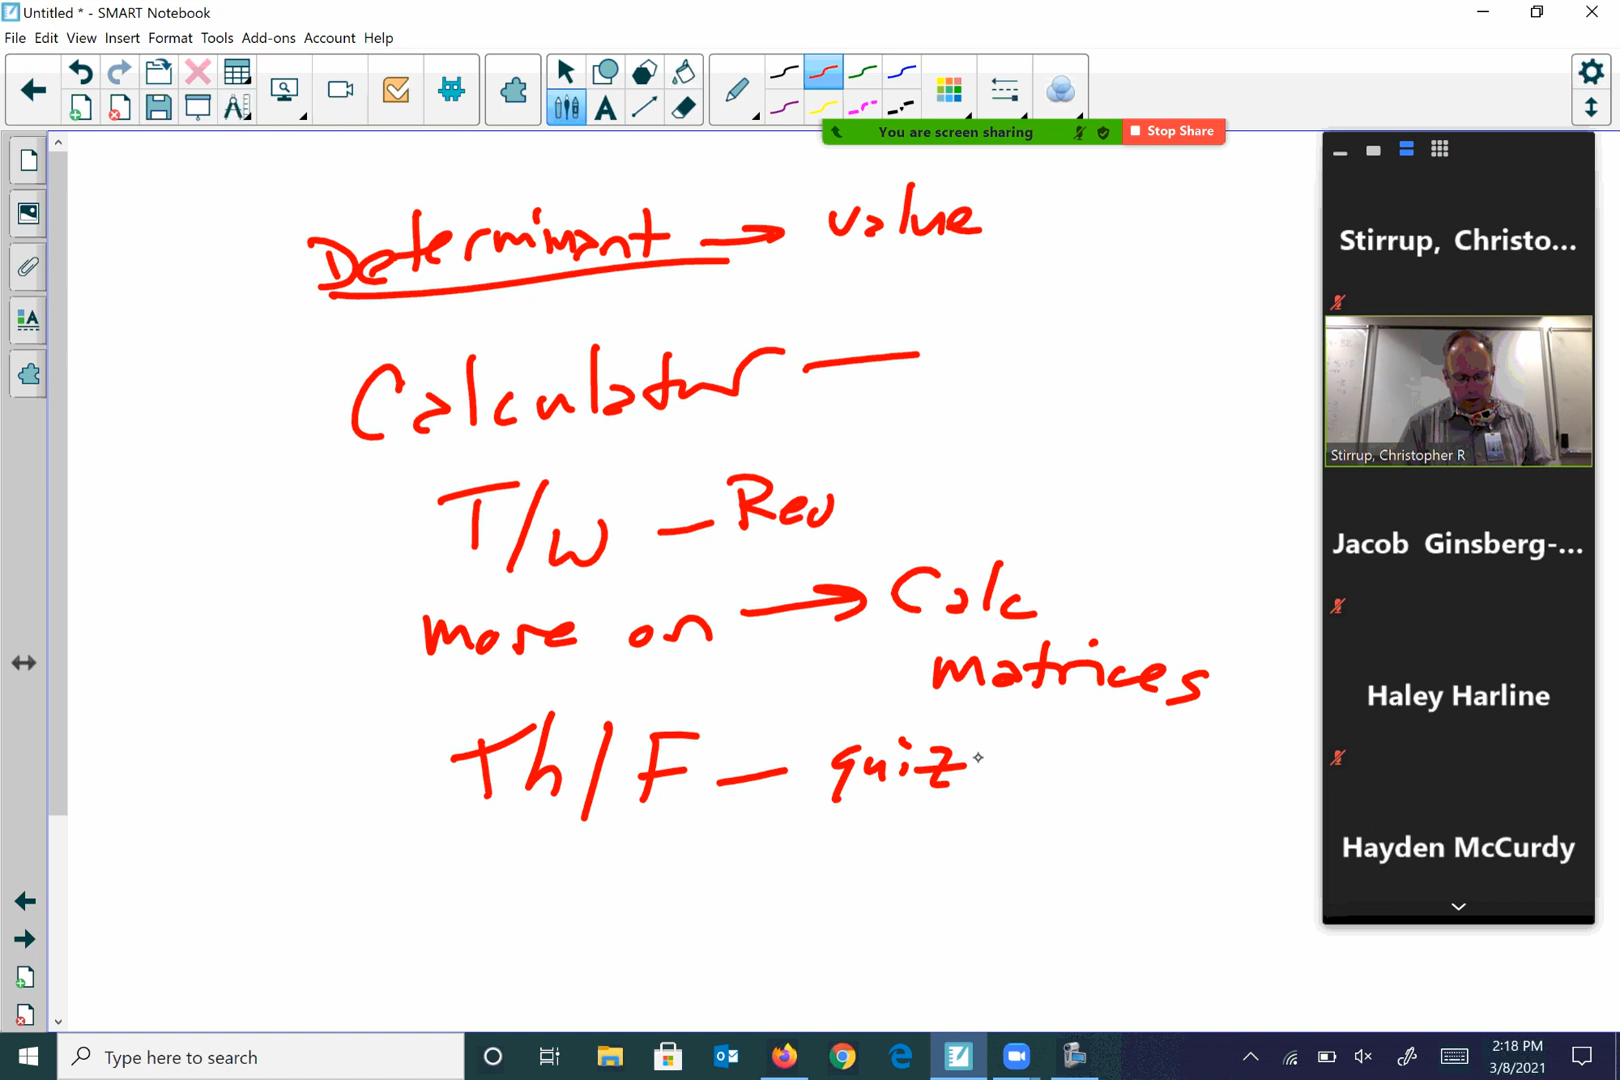 Untitled * - SMART Notebook
File Edit View Insert Format Tools Add-ons Account Help
You are screen sharing
Stop Share
Determinant → value
Calculator —
T/W — Rev
more on → Calc
matrices
Th/F — quiz
Stirrup, Christo...
Stirrup, Christopher R
Jacob Ginsberg-...
Haley Harline
Hayden McCurdy
Type here to search
2:18 PM
3/8/2021